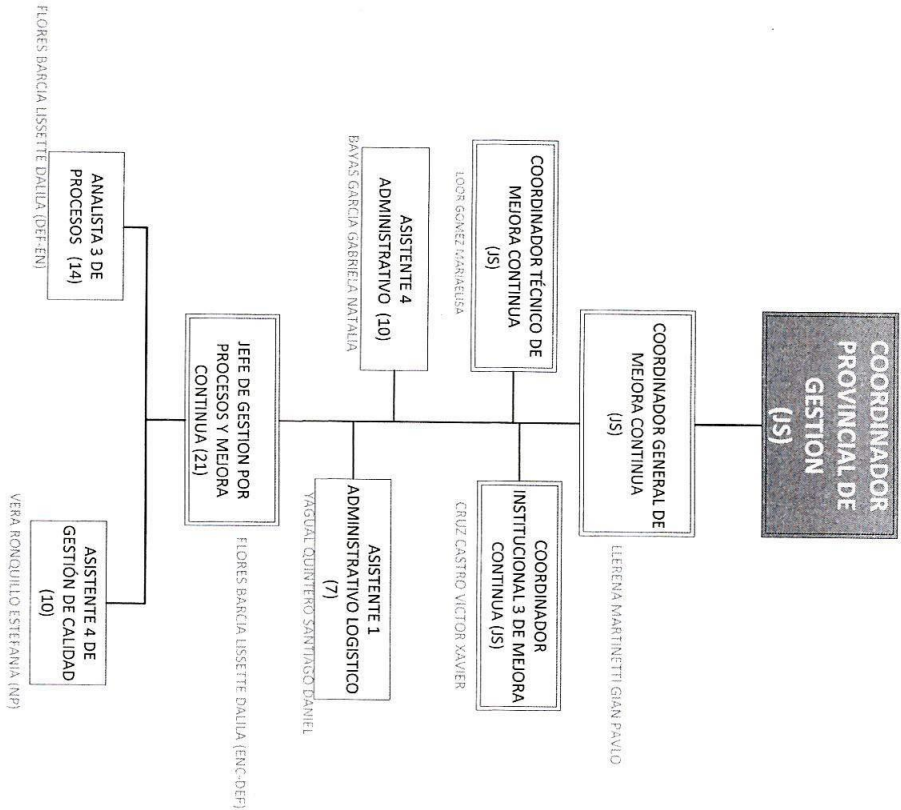 COORDINADOR
PROVINCIAL DE
GESTION
(JS)
COORDINADOR GENERAL DE
MEJORA CONTINUA
(JS)
LLERENA MARTINETTI GIAN PAVLO
COORDINADOR TÉCNICO DE
MEJORA CONTINUA
(JS)
LOOR GOMEZ MARIAELISA
COORDINADOR
INSTITUCIONAL 3 DE MEJORA
CONTINUA (JS)
CRUZ CASTRO VICTOR XAVIER
ASISTENTE 4
ADMINISTRATIVO (10)
BAYAS GARCIA GABRIELA NATALIA
ASISTENTE 1
ADMINISTRATIVO LOGISTICO
(7)
YAGUAL QUINTERO SANTIAGO DANIEL
JEFE DE GESTION POR
PROCESOS Y MEJORA
CONTINUA (21)
FLORES BARCIA LISSETTE DALILA (ENC-DEF)
ANALISTA 3 DE
PROCESOS (14)
FLORES BARCIA LISSETTE DALILA (DEF-EN)
ASISTENTE 4 DE
GESTIÓN DE CALIDAD
(10)
VERA RONQUILLO ESTEFANIA (NP)